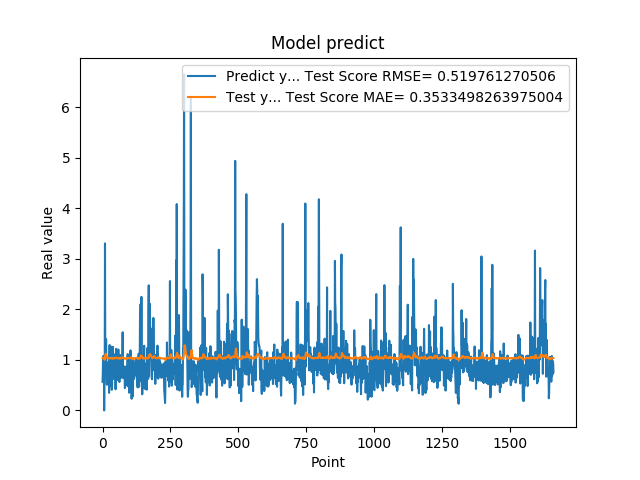 Model predict
Predict y... Test Score RMSE= 0.519761270506
Test y... Test Score MAE= 0.3533498263975004
Real value
6
5
4
3
2
1
0
0 250 500 750 1000 1250 1500
Point